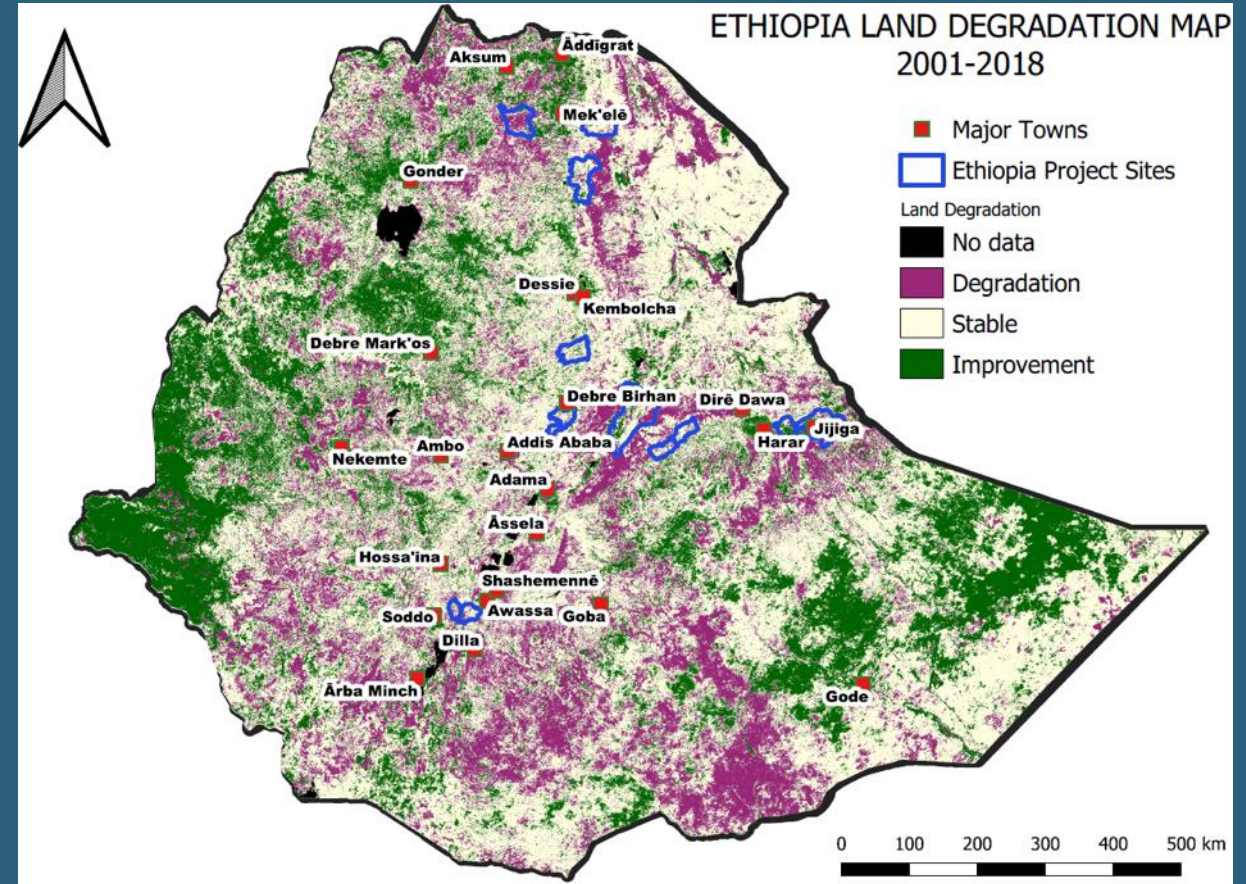 ETHIOPIA LAND DEGRADATION MAP
2001-2018
Major Towns
Ethiopia Project Sites
Land Degradation
No data
Degradation
Stable
Improvement
Āddīgrat
Aksum
Mek'elē
Gonder
Dessie
Kembolcha
Debre Mark'os
Debre Birhan
Dirē Dawa
Jijiga
Harar
Addis Ababa
Ambo
Nekemte
Adama
Āssela
Hossa'ina
Shashemennē
Awassa
Goba
Soddo
Dilla
Ārba Minch
Gode
0 100 200 300 400 500 km